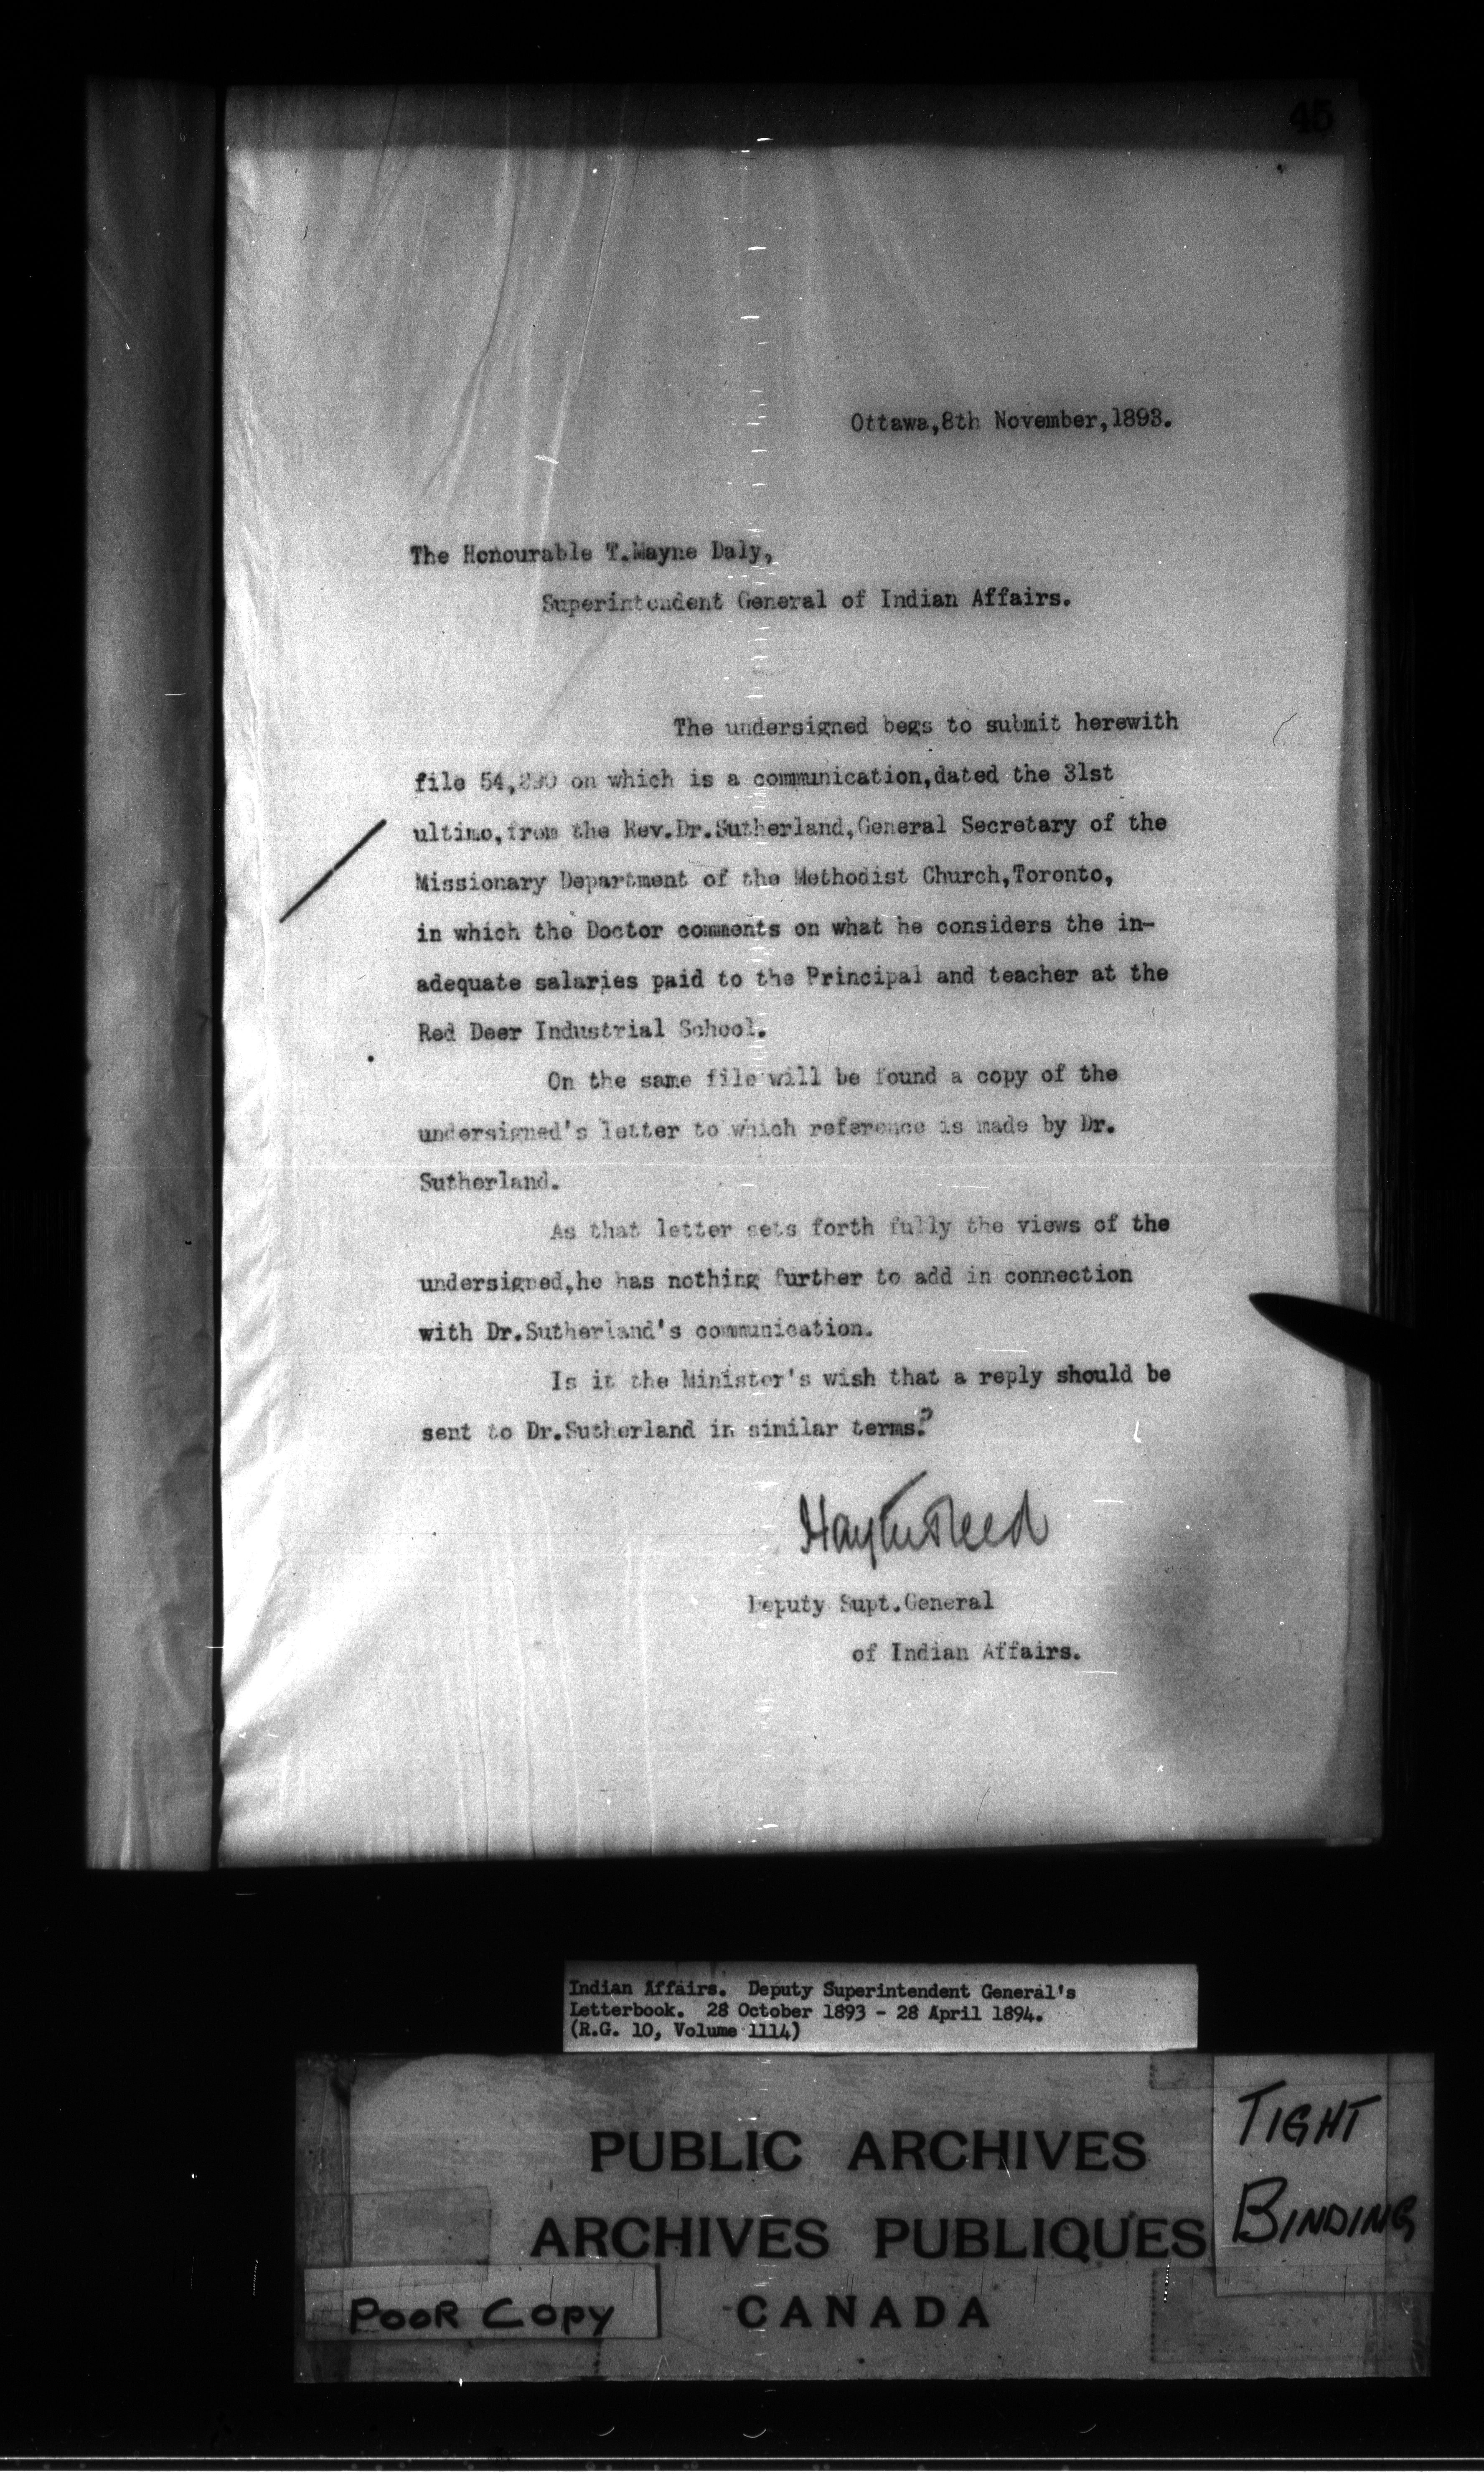 45
Ottawa,8th November,1893.
The Honourable T.Mayne Daly,
Superintendent General of Indian Affairs.
The undersigned begs to submit herewith
file on which is a communication,dated the 31st
ultimo,from the Rev.Dr.Sutherland,General Secretary of the
Missionary Department of the Methodist Church,Toronto,
in which the Doctor comments on what he considers the in-
adequate salaries paid to the Principal and teacher at the
Red Deer Industrial School.
On the same file will be found a copy of the
undersigned's letter to which reference is made by Dr.
Sutherland.
As that letter sets forth fully the views of the
undersigned,he has nothing further to add in connection
with Dr.Sutherland's communication.
Is it the Minister's wish that a reply should be
sent to Dr.Sutherland in similar terms?
Hayter Reed
Deputy Supt.General
of Indian Affairs.
Indian Affairs. Deputy Superintendent General's
Letterbook. 28 October 1893 - 28 April 1894.
(R.G. 10, Volume 1114)
PUBLIC ARCHIVES
ARCHIVES PUBLIQUES
CANADA
TIGHT
BINDING
POOR COPY